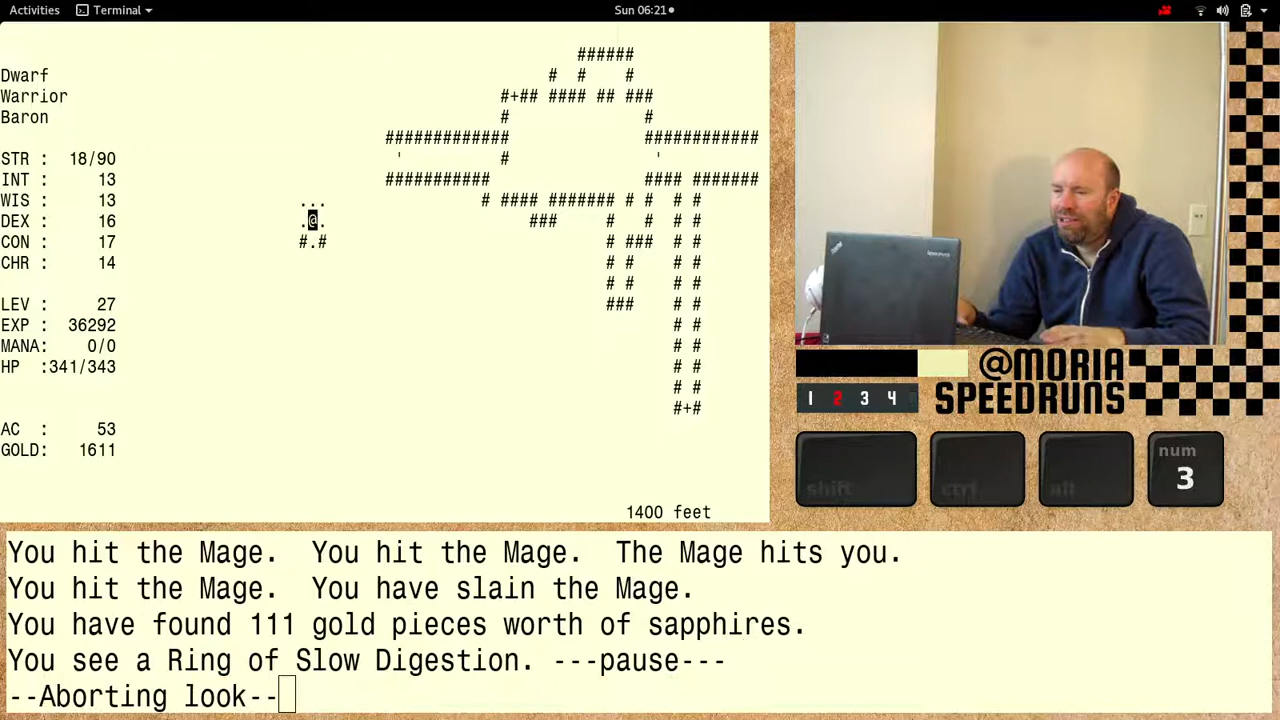 Activities Terminal Sun 06:21
######
Dwarf # # #
Warrior #+## #### ## ###
Baron # #
############# ############
STR : 18/90 ' # '
INT : 13 ########### #### #######
WIS : 13 ... # #### ####### # # # #
DEX : 16 .@. ### # # # #
CON : 17 #.# # ### # #
CHR : 14 # # # #
# # # #
LEV : 27 ### # #
EXP : 36292 # #
MANA: 0/0 # #
HP :341/343 # #
# #
#+#
AC : 53
GOLD: 1611
1400 feet
lenovo
@MORIA
SPEEDRUNS
1 2 3 4
shift ctrl alt num
3
You hit the Mage. You hit the Mage. The Mage hits you.
You hit the Mage. You have slain the Mage.
You have found 111 gold pieces worth of sapphires.
You see a Ring of Slow Digestion. ---pause---
--Aborting look--